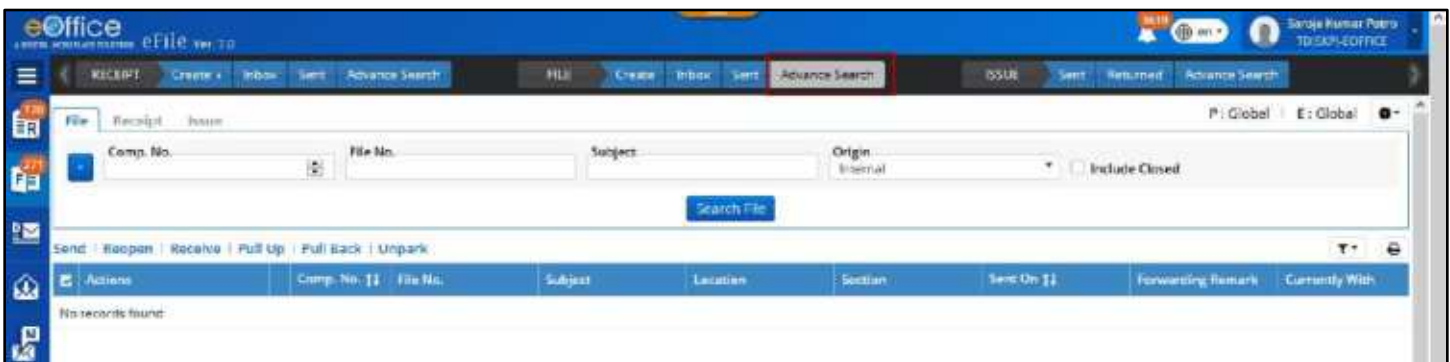 eOffice
eFile Ver 7.0
en
Saroja Kumar Patro
RECEIPT Create Inbox Sent Advance Search FILE Create Inbox Sent Advance Search ISSUE Sent Returned Advance Search
File Receipt Issue P : Global E : Global
Comp. No. File No. Subject Origin
Internal Include Closed
Search File
Send | Reopen | Receive | Pull Up | Pull Back | Unpark
Actions Comp. No. File No. Subject Location Section Sent On Forwarding Remark Currently With
No records found